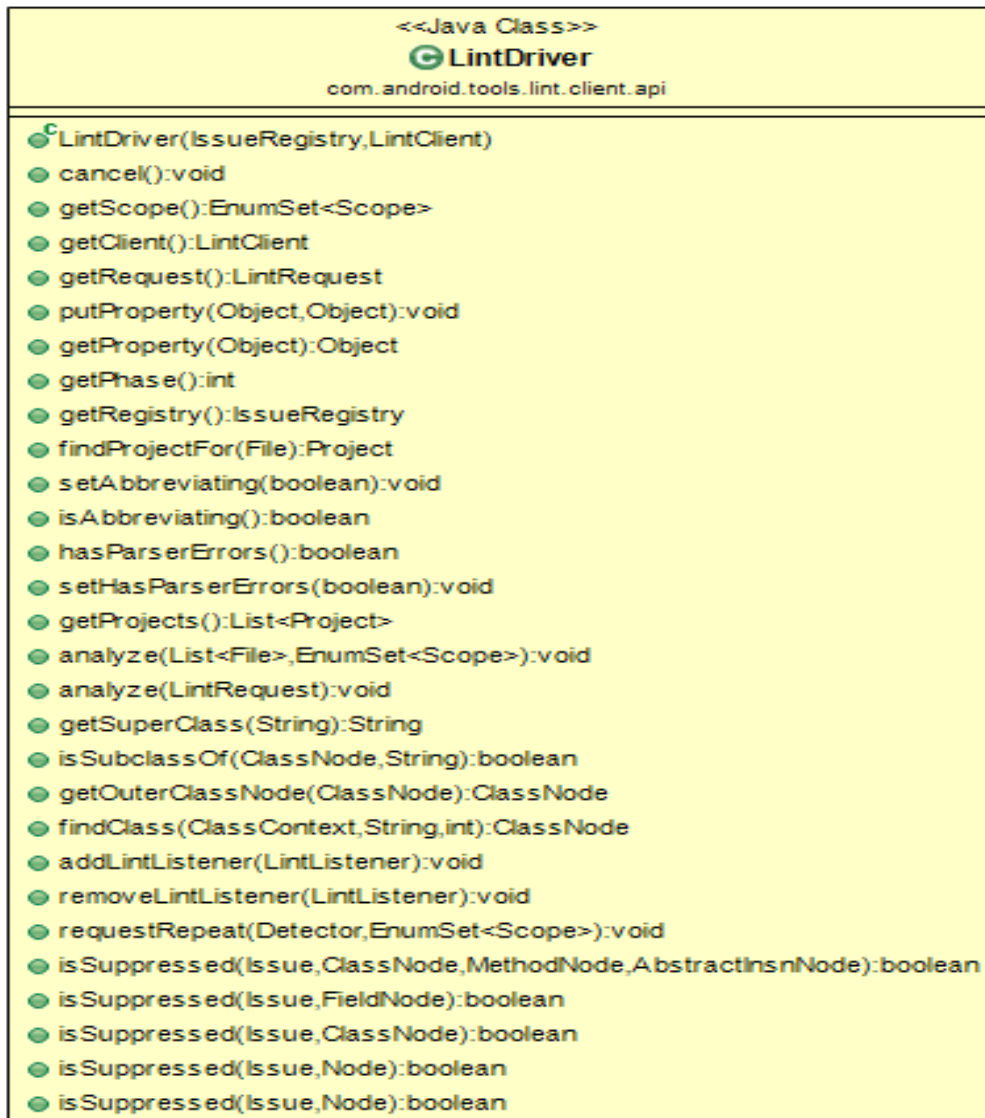 <<Java Class>>
LintDriver
com.android.tools.lint.client.api
LintDriver(IssueRegistry,LintClient)
cancel():void
getScope():EnumSet<Scope>
getClient():LintClient
getRequest():LintRequest
putProperty(Object,Object):void
getProperty(Object):Object
getPhase():int
getRegistry():IssueRegistry
findProjectFor(File):Project
setAbbreviating(boolean):void
isAbbreviating():boolean
hasParserErrors():boolean
setHasParserErrors(boolean):void
getProjects():List<Project>
analyze(List<File>,EnumSet<Scope>):void
analyze(LintRequest):void
getSuperClass(String):String
isSubclassOf(ClassNode,String):boolean
getOuterClassNode(ClassNode):ClassNode
findClass(ClassContext,String,int):ClassNode
addLintListener(LintListener):void
removeLintListener(LintListener):void
requestRepeat(Detector,EnumSet<Scope>):void
isSuppressed(Issue,ClassNode,MethodNode,AbstractInsnNode):boolean
isSuppressed(Issue,FieldNode):boolean
isSuppressed(Issue,ClassNode):boolean
isSuppressed(Issue,Node):boolean
isSuppressed(Issue,Node):boolean